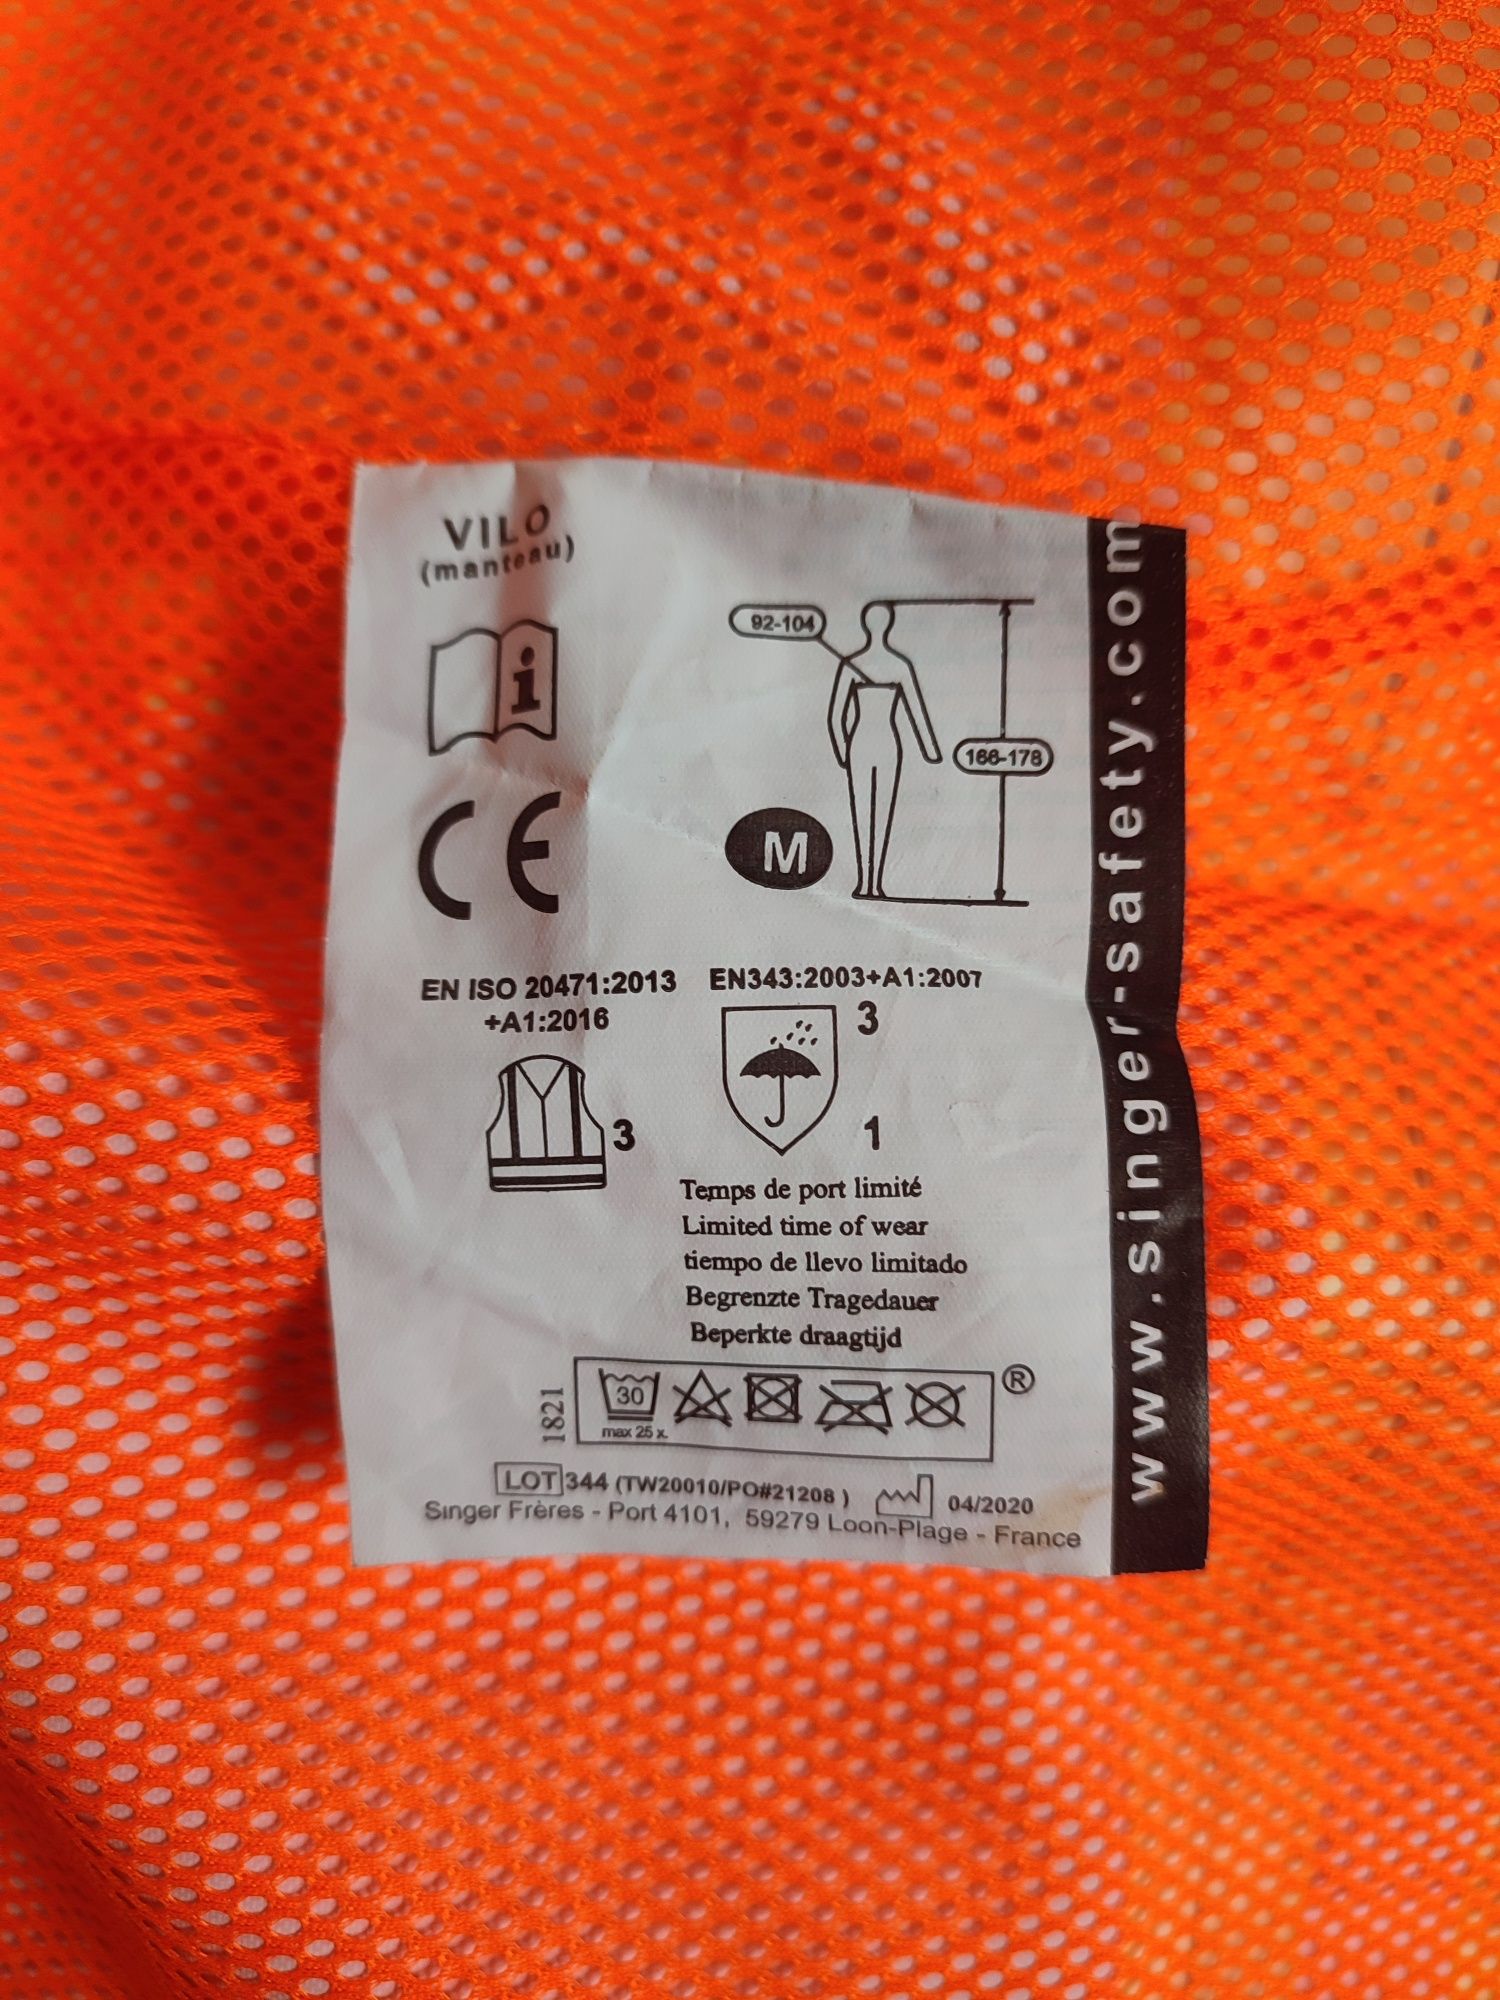 VILO
(manteau)
i
92-104
166-178
M
CE
EN ISO 20471:2013
+A1:2016
3
EN343:2003+A1:2007
3
1
Temps de port limité
Limited time of wear
tiempo de llevo limitado
Begrenzte Tragedauer
Beperkte draagtijd
1821
30
max 25 x.
®
LOT 344 (TW20010/PO#21208 )
04/2020
Singer Frères - Port 4101, 59279 Loon-Plage - France
www.singer-safety.com